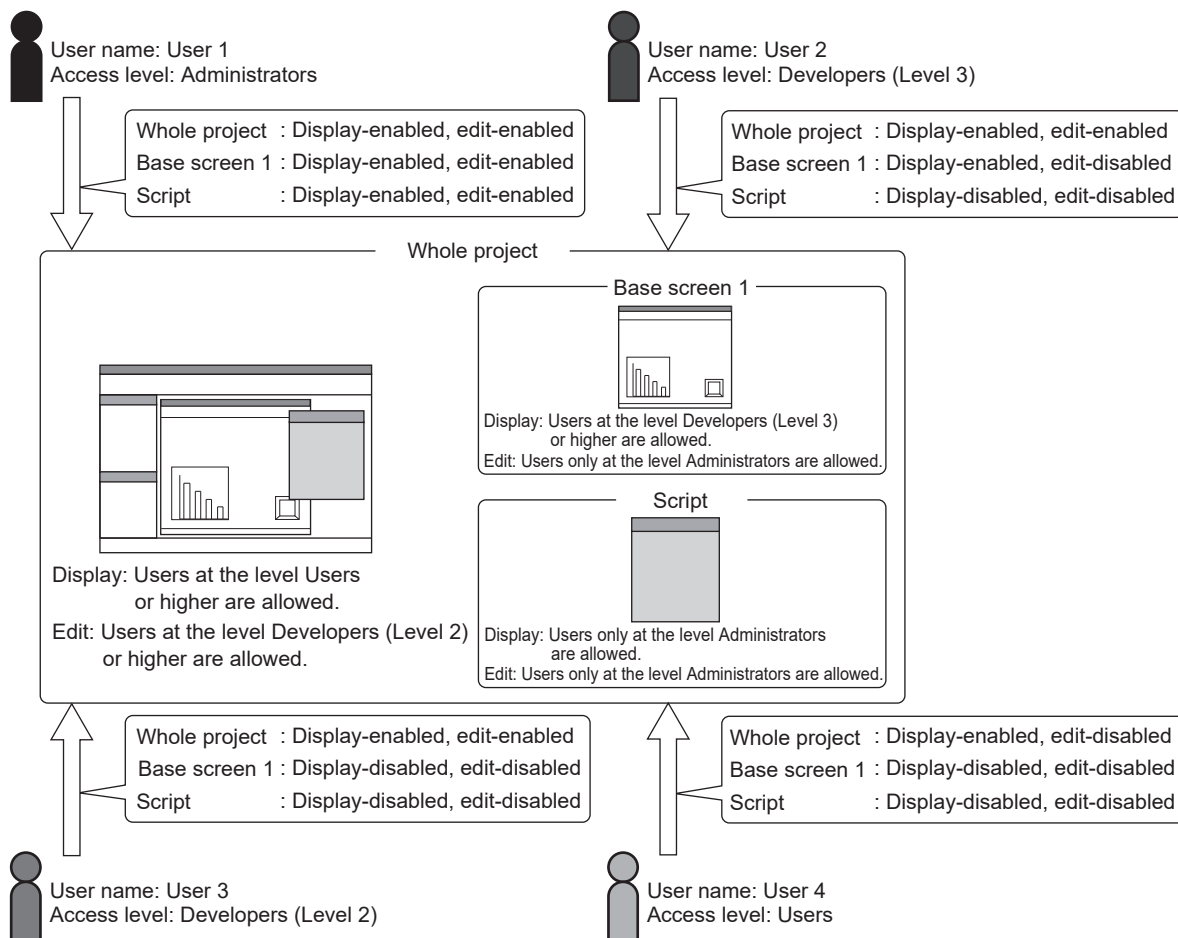 User name: User 1
Access level: Administrators
User name: User 2
Access level: Developers (Level 3)
Whole project : Display-enabled, edit-enabled
Base screen 1 : Display-enabled, edit-enabled
Script : Display-enabled, edit-enabled
Whole project : Display-enabled, edit-enabled
Base screen 1 : Display-enabled, edit-disabled
Script : Display-disabled, edit-disabled
Whole project
Display: Users at the level Users
or higher are allowed.
Edit: Users at the level Developers (Level 2)
or higher are allowed.
Base screen 1
Display: Users at the level Developers (Level 3)
or higher are allowed.
Edit: Users only at the level Administrators are allowed.
Script
Display: Users only at the level Administrators
are allowed.
Edit: Users only at the level Administrators are allowed.
Whole project : Display-enabled, edit-enabled
Base screen 1 : Display-disabled, edit-disabled
Script : Display-disabled, edit-disabled
Whole project : Display-enabled, edit-disabled
Base screen 1 : Display-disabled, edit-disabled
Script : Display-disabled, edit-disabled
User name: User 3
Access level: Developers (Level 2)
User name: User 4
Access level: Users